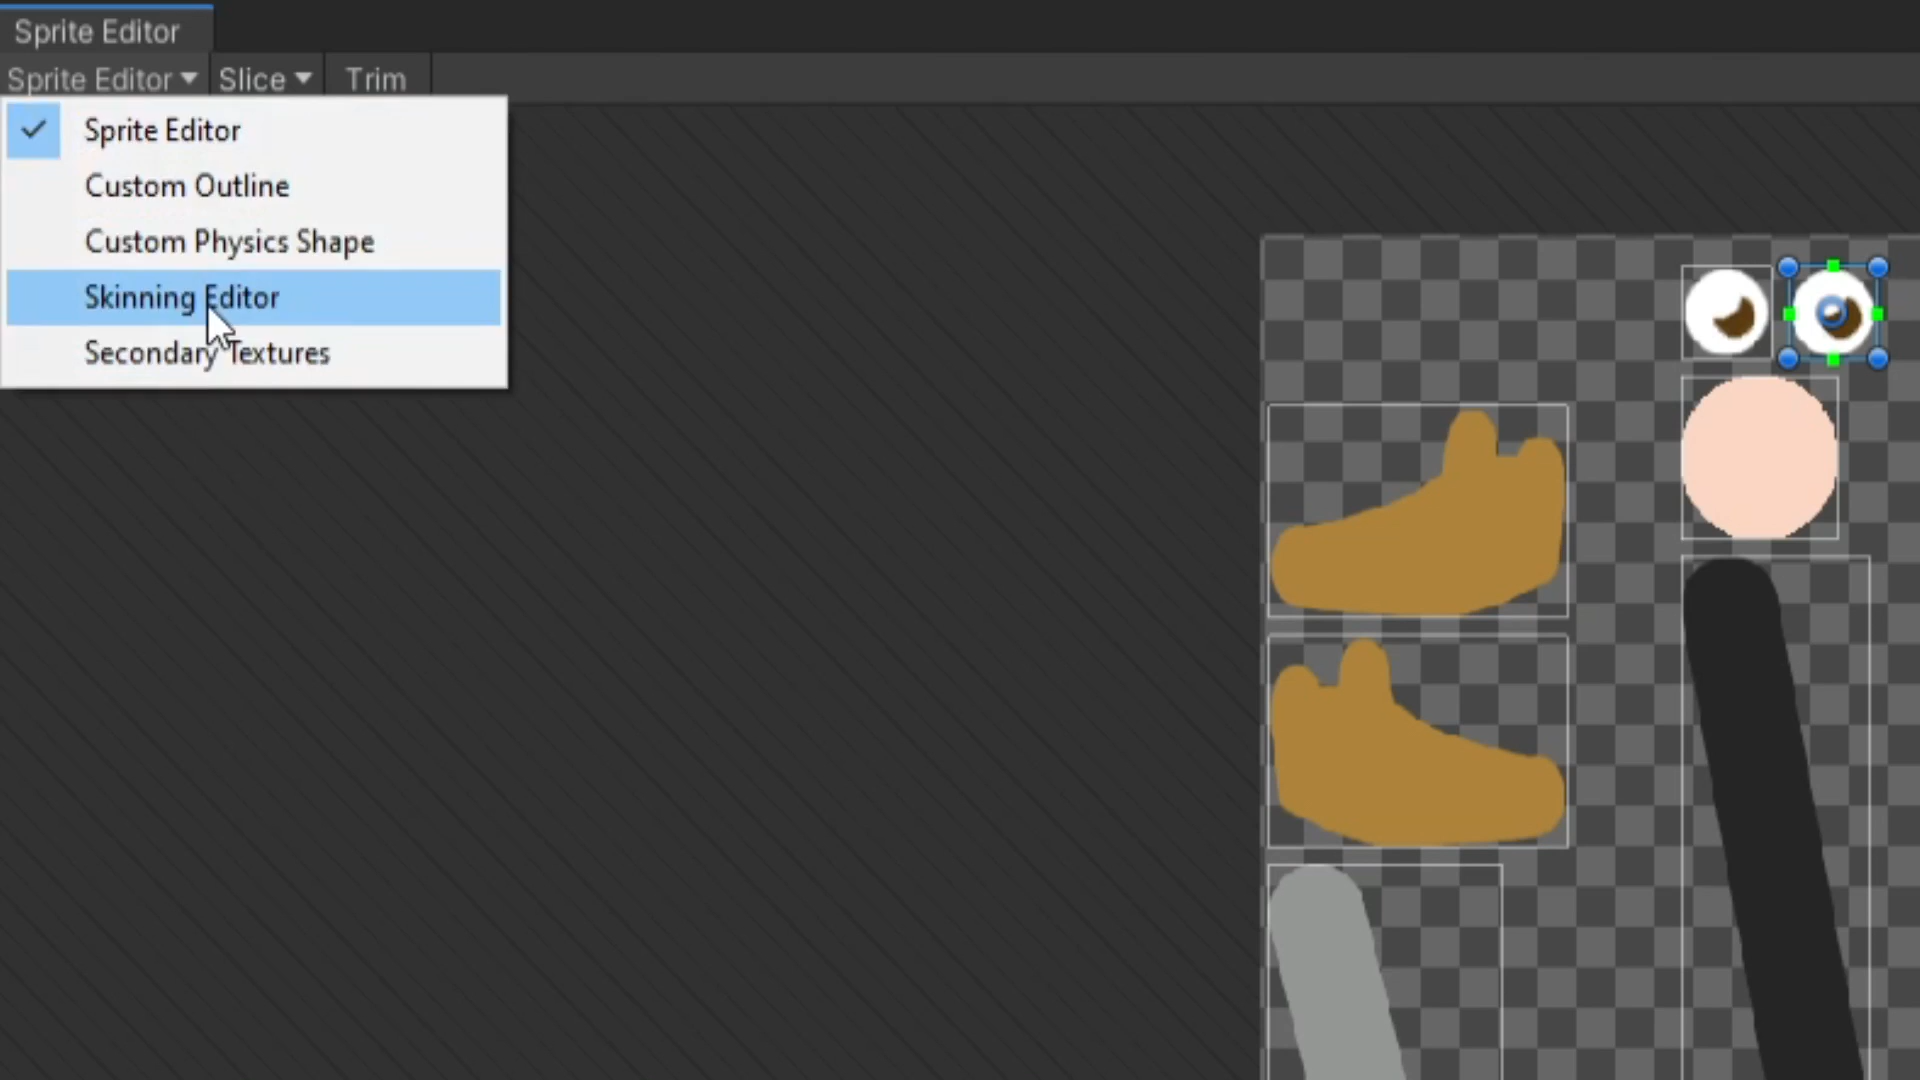 Sprite Editor
Sprite Editor Slice Trim
Sprite Editor
Custom Outline
Custom Physics Shape
Skinning Editor
Secondary Textures